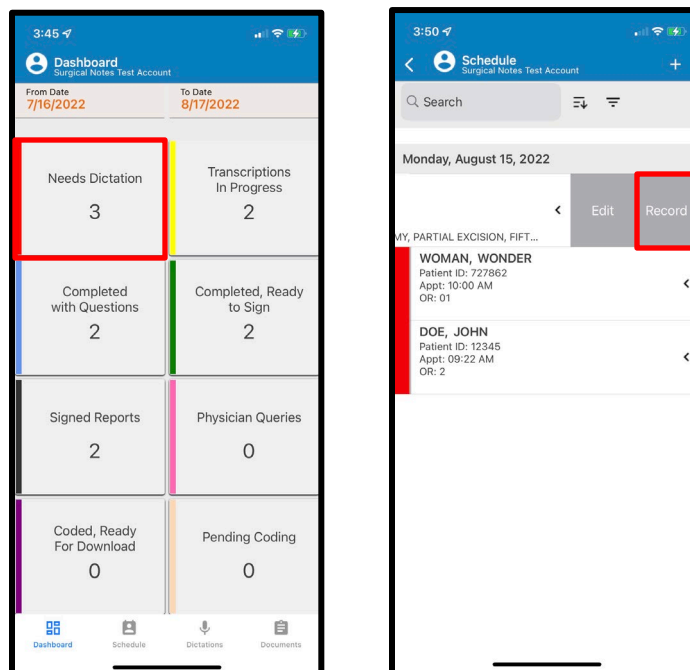 3:45
Dashboard
Surgical Notes Test Account
From Date
7/16/2022
To Date
8/17/2022
Needs Dictation
3
Transcriptions
In Progress
2
Completed
with Questions
2
Completed, Ready
to Sign
2
Signed Reports
2
Physician Queries
0
Coded, Ready
For Download
0
Pending Coding
0
Dashboard
Schedule
Dictations
Documents
3:50
Schedule
Surgical Notes Test Account
+
Search
Monday, August 15, 2022
Edit
Record
MY, PARTIAL EXCISION, FIFT...
WOMAN, WONDER
Patient ID: 727862
Appt: 10:00 AM
OR: 01
DOE, JOHN
Patient ID: 12345
Appt: 09:22 AM
OR: 2